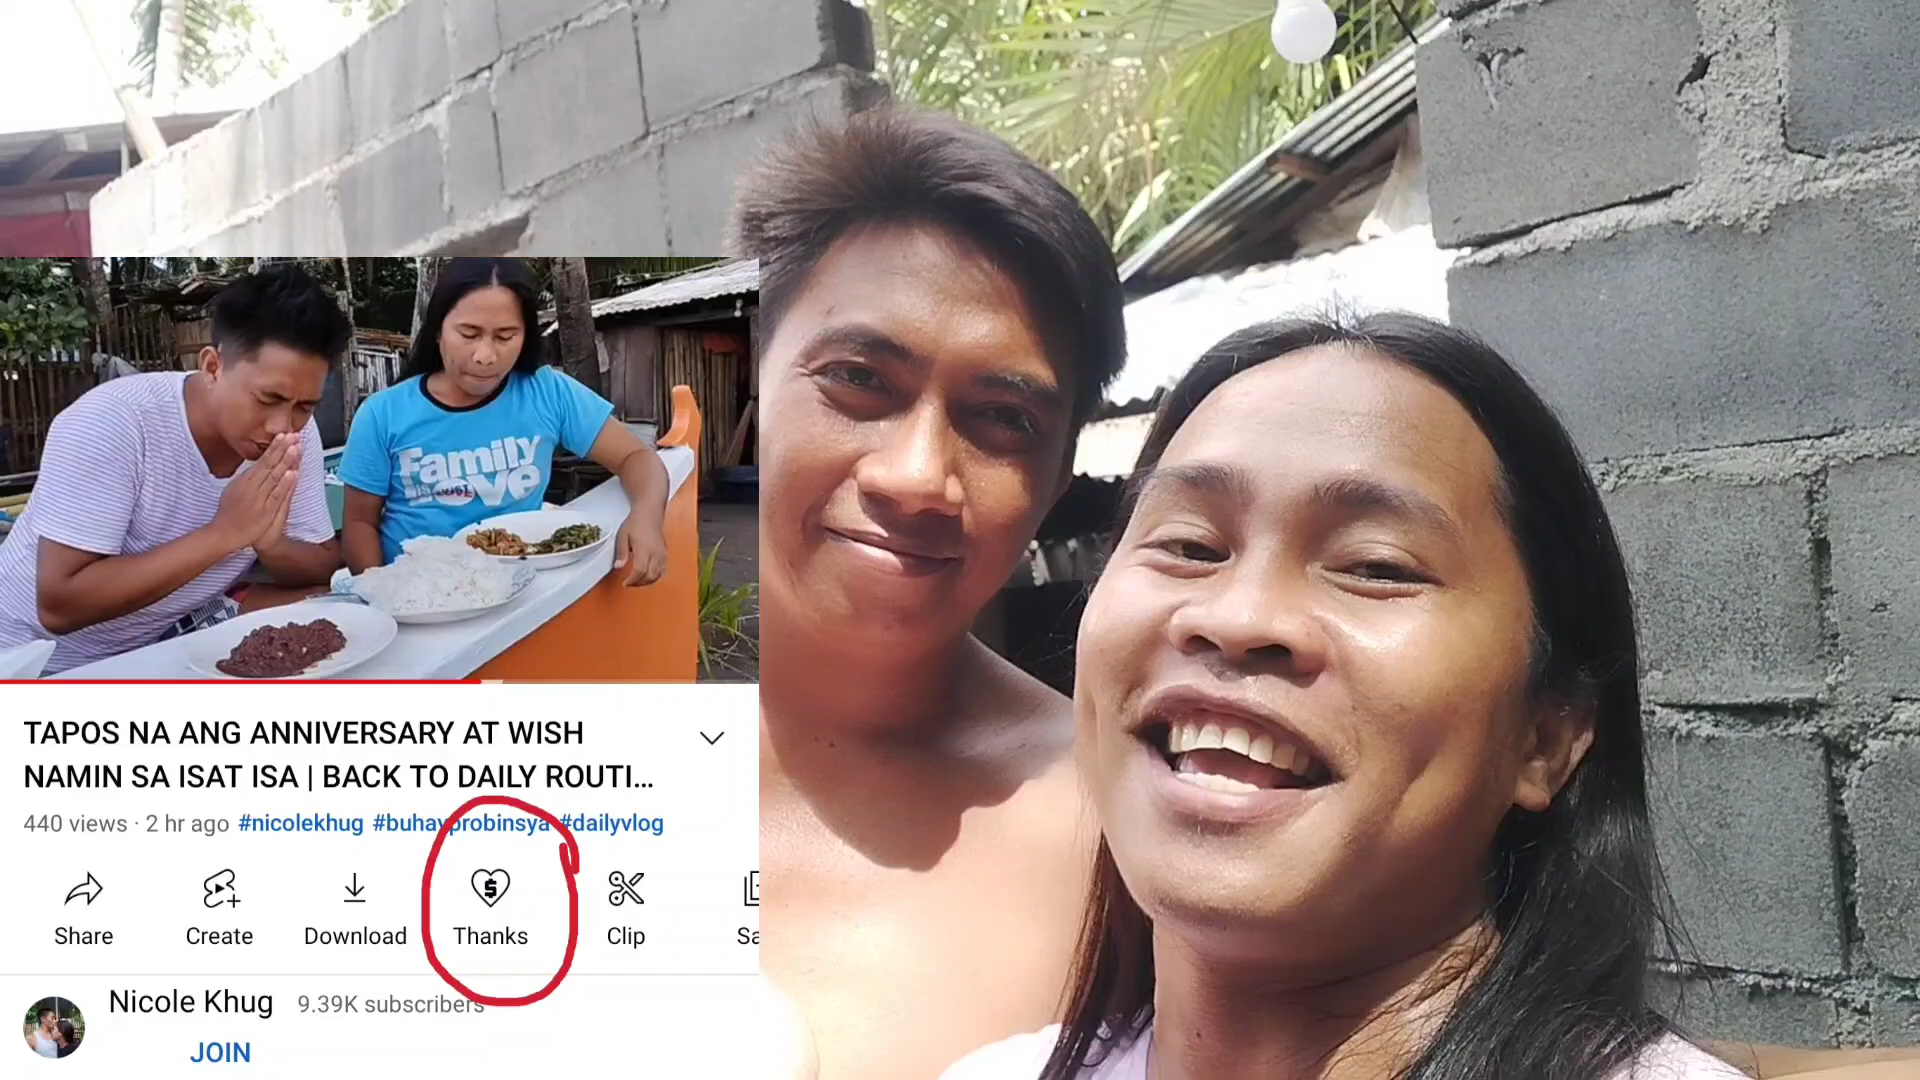 Family
Love
TAPOS NA ANG ANNIVERSARY AT WISH
NAMIN SA ISAT ISA | BACK TO DAILY ROUTI...
440 views · 2 hr ago #nicolekhug #buhayprobinsya #dailyvlog
Share Create Download Thanks Clip
Nicole Khug 9.39K subscribers
JOIN